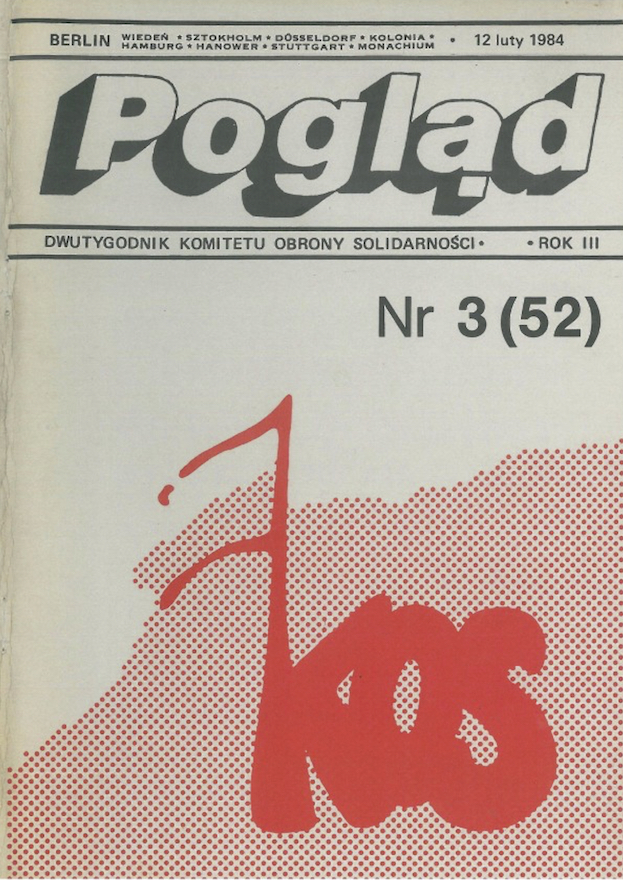 BERLIN WIEDEŃ * SZTOKHOLM * DÜSSELDORF * KOLONIA * • 12 luty 1984
HAMBURG * HANOWER * STUTTGART * MONACHIUM
Pogląd
DWUTYGODNIK KOMITETU OBRONY SOLIDARNOŚCI • • ROK III
Nr 3 (52)
kos